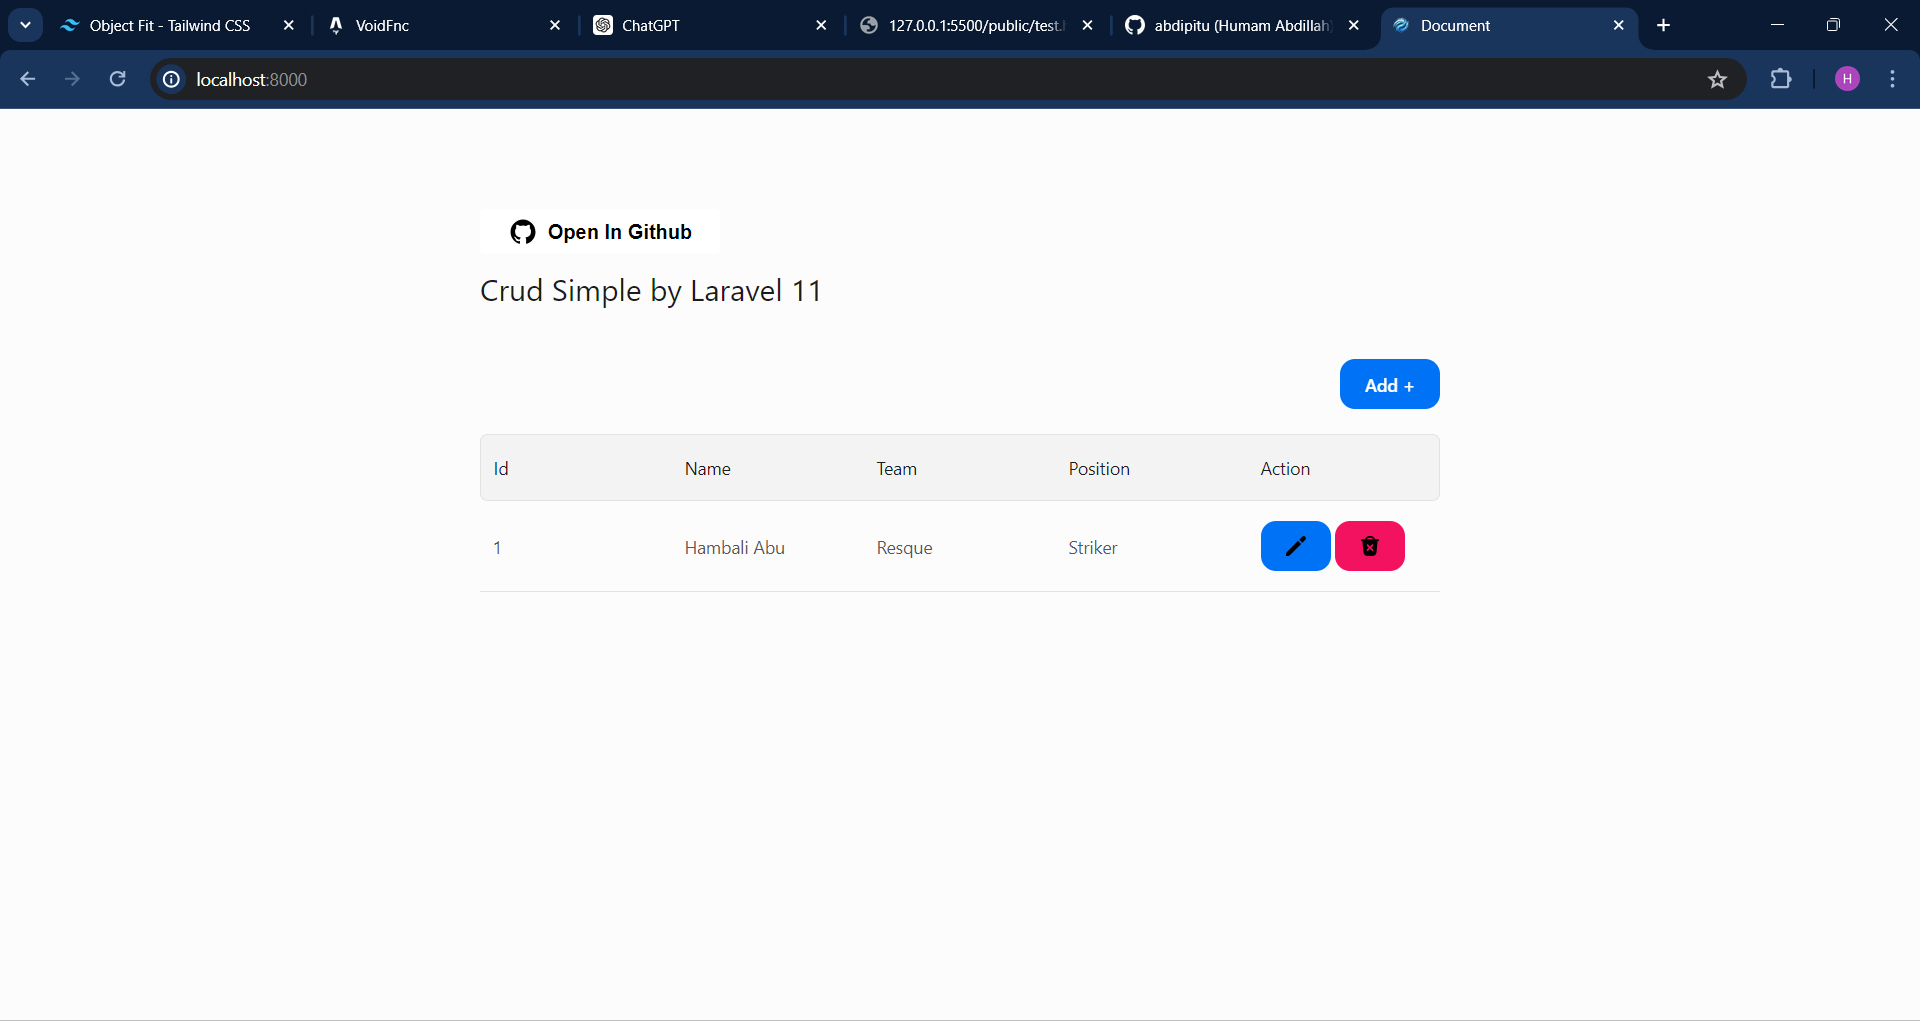 Object Fit - Tailwind CSS
VoidFnc
ChatGPT
127.0.0.1:5500/public/test.
abdipitu (Humam Abdillah
Document
localhost:8000
H
Open In Github
Crud Simple by Laravel 11
Add +
Id Name Team Position Action
1 Hambali Abu Resque Striker